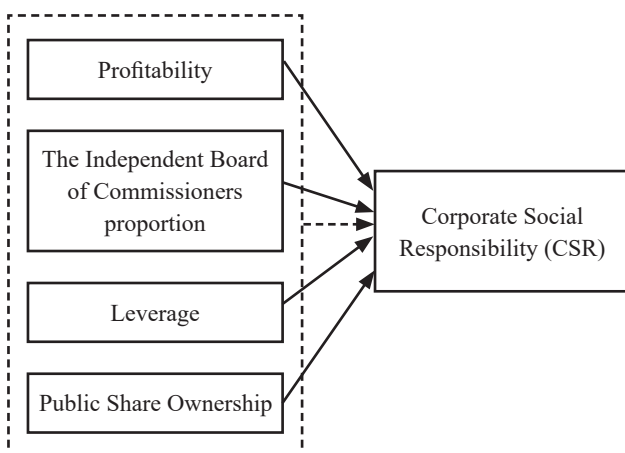 Profitability
The Independent Board
of Commissioners
proportion
Corporate Social
Responsibility (CSR)
Leverage
Public Share Ownership